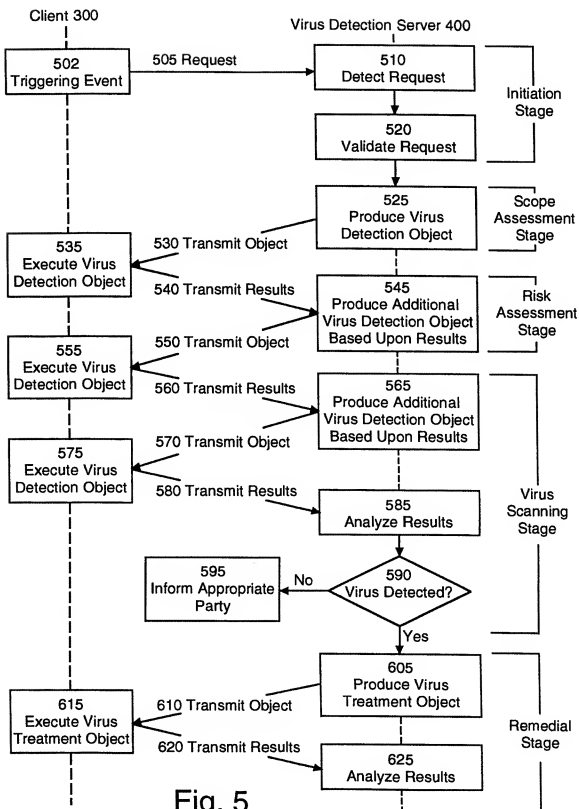 Client 300
Virus Detection Server 400
502
Triggering Event
505 Request
510
Detect Request
Initiation
Stage
520
Validate Request
525
Produce Virus
Detection Object
Scope
Assessment
Stage
530 Transmit Object
535
Execute Virus
Detection Object
540 Transmit Results
545
Produce Additional
Virus Detection Object
Based Upon Results
Risk
Assessment
Stage
550 Transmit Object
555
Execute Virus
Detection Object
560 Transmit Results
565
Produce Additional
Virus Detection Object
Based Upon Results
570 Transmit Object
575
Execute Virus
Detection Object
580 Transmit Results
585
Analyze Results
Virus
Scanning
Stage
590
Virus Detected?
No
595
Inform Appropriate
Party
Yes
605
Produce Virus
Treatment Object
610 Transmit Object
615
Execute Virus
Treatment Object
620 Transmit Results
625
Analyze Results
Remedial
Stage
Fig. 5